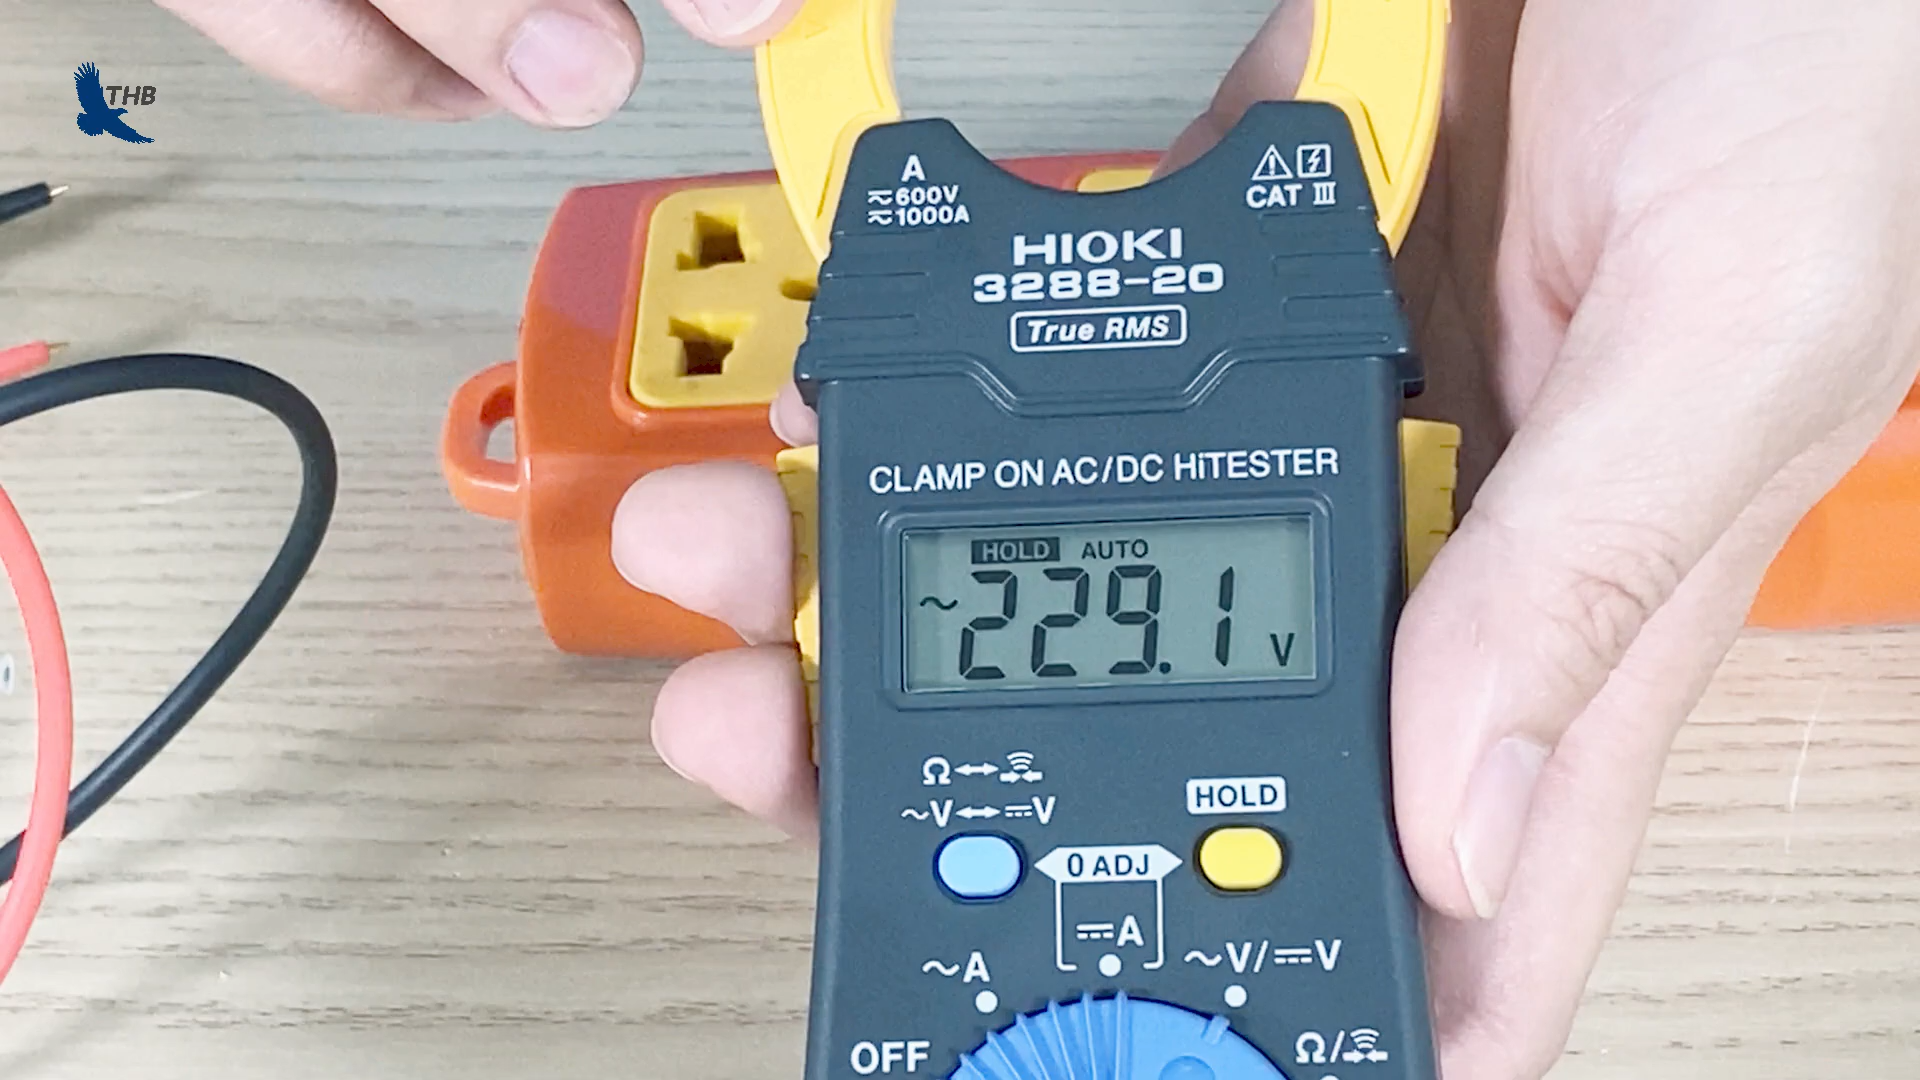 THB
A
⚠ CAT III
⏦600V
⏦1000A
HIOKI
3288-20
True RMS
CLAMP ON AC/DC HiTESTER
HOLD AUTO
~229.1 V
Ω↔
~V↔⎓V
HOLD
0 ADJ
⎓A
~A
~V/⎓V
OFF
Ω/